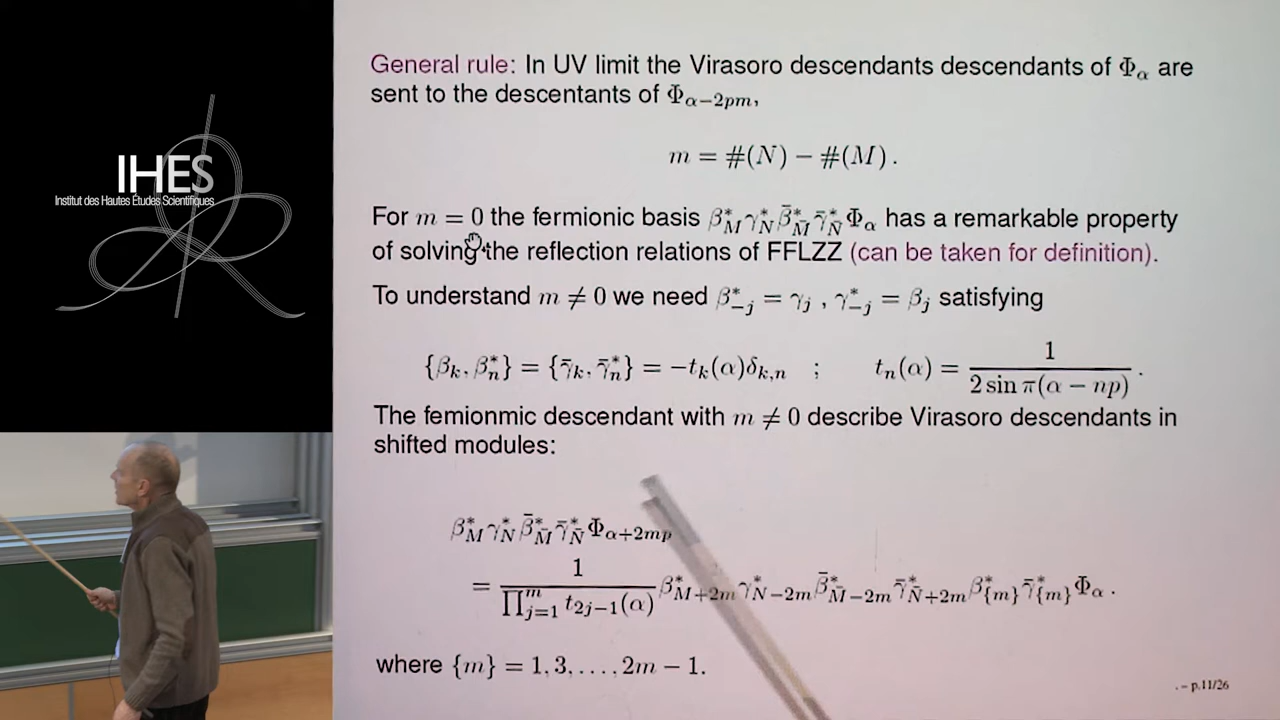 IHES
Institut des Hautes Études Scientifiques
General rule: In UV limit the Virasoro descendants descendants of Φ_α are
sent to the descentants of Φ_{α−2pm},
m = #(N) − #(M) .
For m = 0 the fermionic basis β*_M γ*_N β̄*_M̄ γ̄*_N̄ Φ_α has a remarkable property
of solving the reflection relations of FFLZZ (can be taken for definition).
To understand m ≠ 0 we need β*_{−j} = γ_j , γ*_{−j} = β_j satisfying
{β_k, β*_n} = {γ̄_k, γ̄*_n} = −t_k(α)δ_{k,n} ; t_n(α) = 1 / (2 sin π(α − np)) .
The femionmic descendant with m ≠ 0 describe Virasoro descendants in
shifted modules:
β*_M γ*_N β̄*_M̄ γ̄*_N̄ Φ_{α+2mp}
= 1 / (∏_{j=1}^{m} t_{2j−1}(α)) β*_{M+2m} γ*_{N−2m} β̄*_{M̄−2m} γ̄*_{N̄+2m} β*_{{m}} γ̄*_{{m}} Φ_α .
where {m} = 1, 3, . . . , 2m − 1.
. – p.11/26